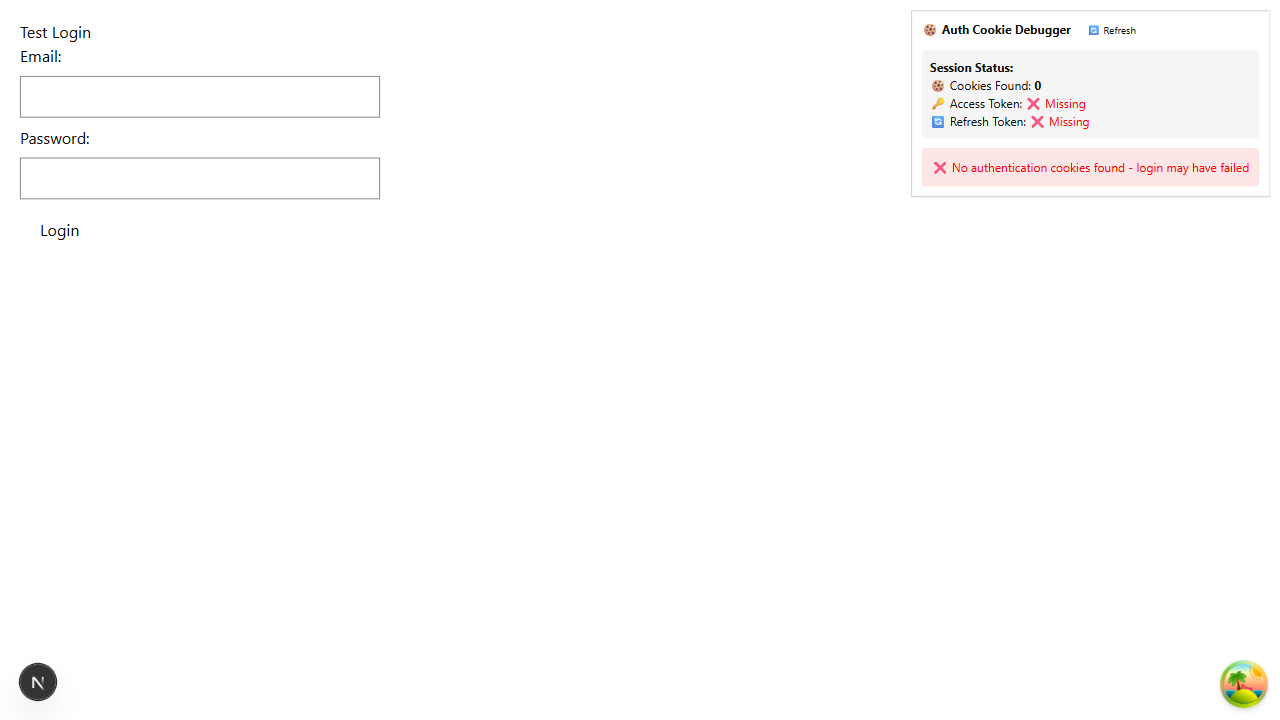 Test Login
Email:
Password:
Login
🍪 Auth Cookie Debugger
🔄 Refresh
Session Status:
🍪 Cookies Found: 0
🔑 Access Token: ❌ Missing
🔄 Refresh Token: ❌ Missing
❌ No authentication cookies found - login may have failed
N